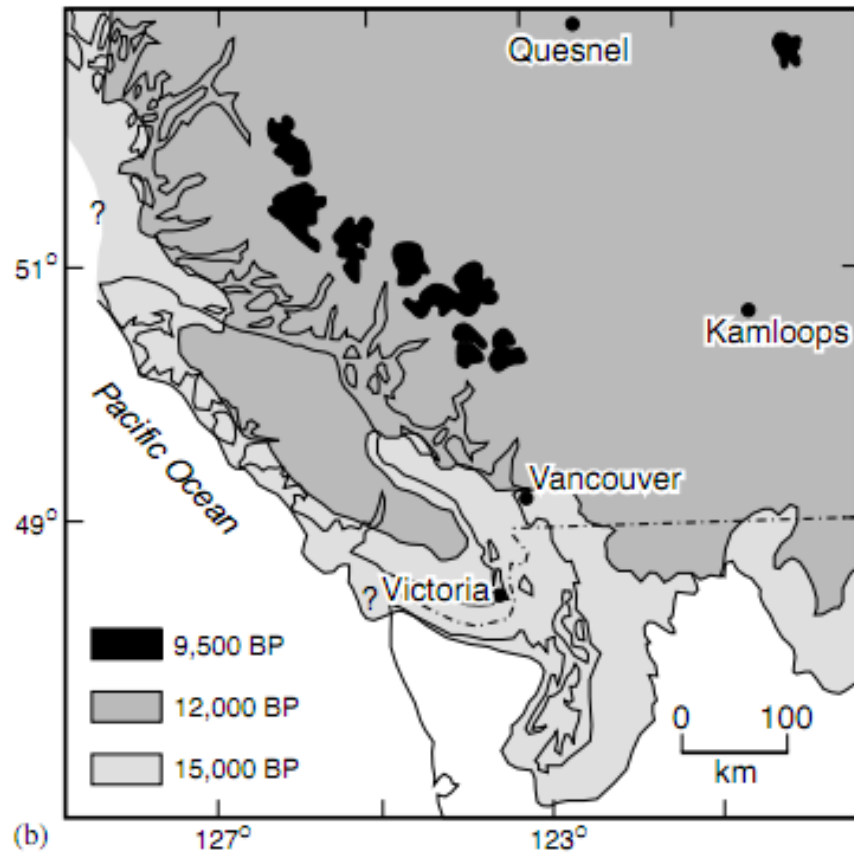 Quesnel
?
51°
Kamloops
Pacific Ocean
Vancouver
49°
Victoria
?
9,500 BP
12,000 BP
0 100
15,000 BP
km
(b)
127°
123°